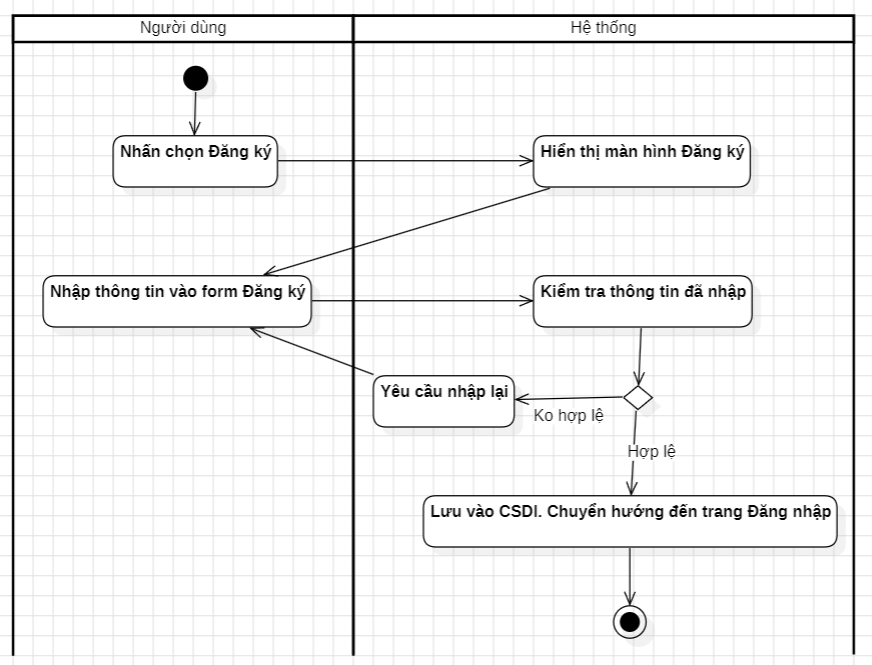 Người dùng
Hệ thống
Nhấn chọn Đăng ký
Hiển thị màn hình Đăng ký
Nhập thông tin vào form Đăng ký
Kiểm tra thông tin đã nhập
Yêu cầu nhập lại
Ko hợp lệ
Hợp lệ
Lưu vào CSDl. Chuyển hướng đến trang Đăng nhập